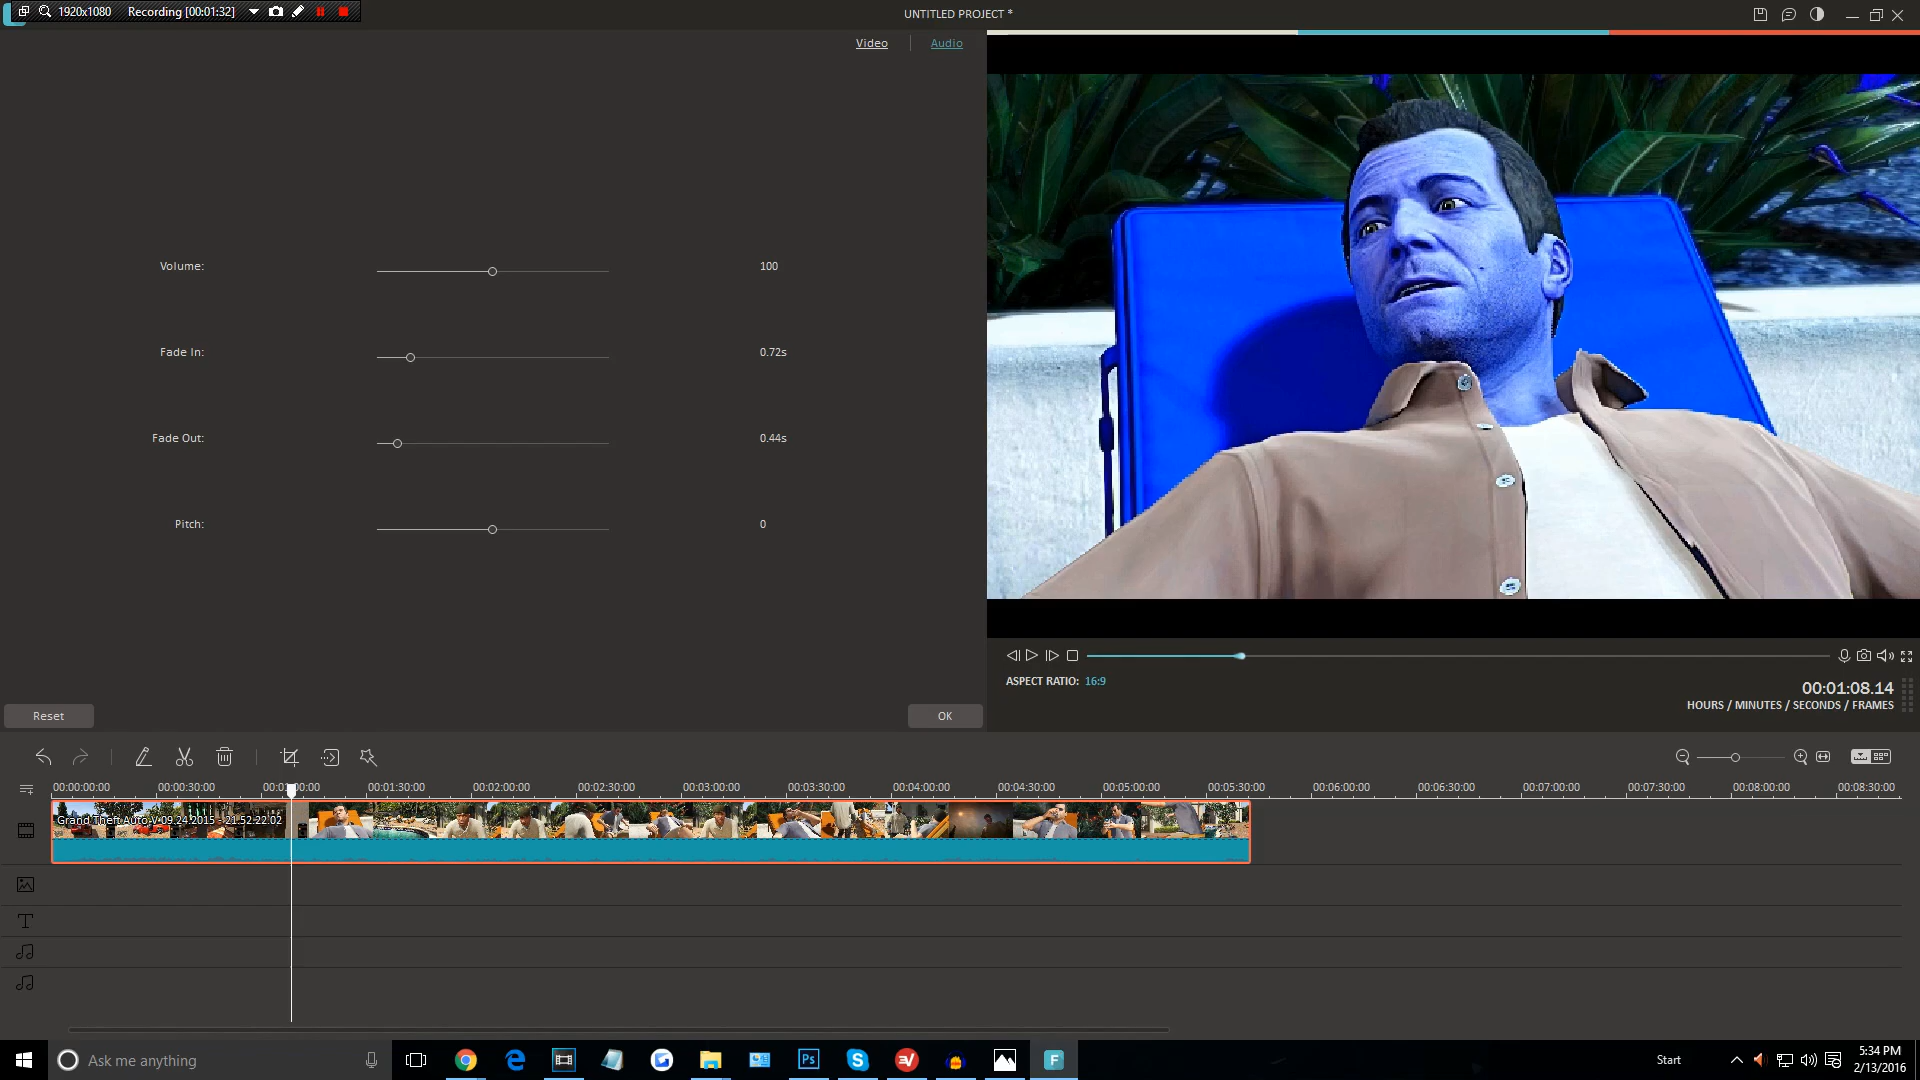 1920x1080 Recording [00:01:32]
UNTITLED PROJECT *
Video Audio
Volume: 100
Fade In: 0.72s
Fade Out: 0.44s
Pitch: 0
Reset OK
ASPECT RATIO: 16:9
00:01:08.14
HOURS / MINUTES / SECONDS / FRAMES
00:00:00:00 00:00:30:00 00:01:00:00 00:01:30:00 00:02:00:00 00:02:30:00 00:03:00:00 00:03:30:00 00:04:00:00 00:04:30:00 00:05:00:00 00:05:30:00 00:06:00:00 00:06:30:00 00:07:00:00 00:07:30:00 00:08:00:00 00:08:30:00
Grand Theft Auto V 09.24.2015 - 21.52.22.02
T
Ask me anything Ps S F Start 5:34 PM
2/13/2016